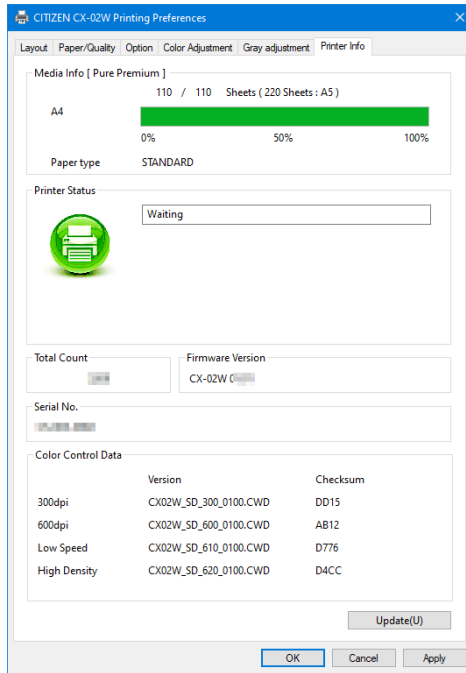 CITIZEN CX-02W Printing Preferences
Layout Paper/Quality Option Color Adjustment Gray adjustment Printer Info
Media Info [ Pure Premium ]
110 / 110 Sheets ( 220 Sheets : A5 )
A4
0% 50% 100%
Paper type STANDARD
Printer Status
Waiting
Total Count Firmware Version
CX-02W
Serial No.
Color Control Data
Version Checksum
300dpi CX02W_SD_300_0100.CWD DD15
600dpi CX02W_SD_600_0100.CWD AB12
Low Speed CX02W_SD_610_0100.CWD D776
High Density CX02W_SD_620_0100.CWD D4CC
Update(U)
OK Cancel Apply